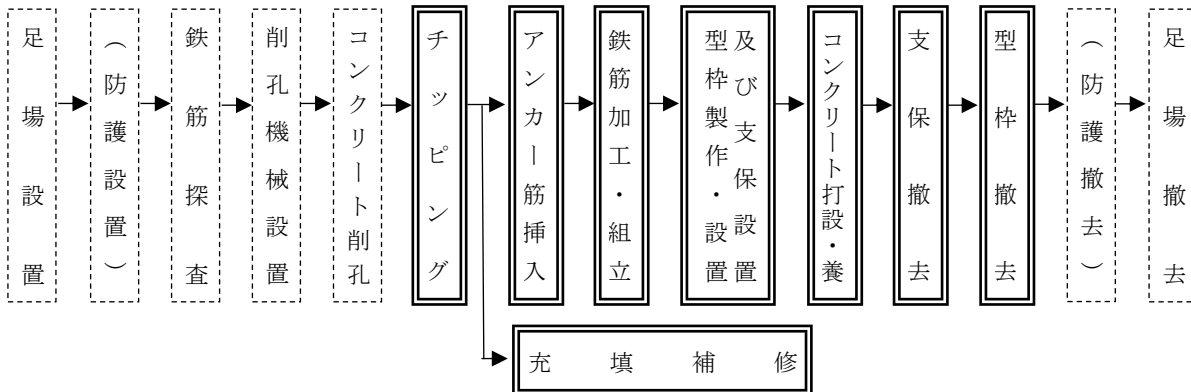 足場設置
（防護設置）
鉄筋探査
削孔機械設置
コンクリート削孔
チッピング
アンカー筋挿入
鉄筋加工・組立
型枠製作・設置
及び支保設置
コンクリート打設・養
支保撤去
型枠撤去
（防護撤去）
足場撤去
充填補修